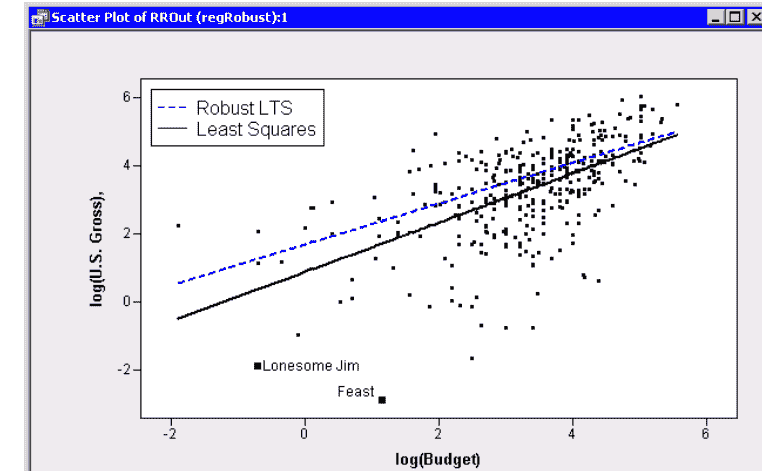 Scatter Plot of RROut (regRobust):1
Robust LTS
Least Squares
6
4
2
0
-2
log(U.S. Gross),
Lonesome Jim
Feast
-2 0 2 4 6
log(Budget)